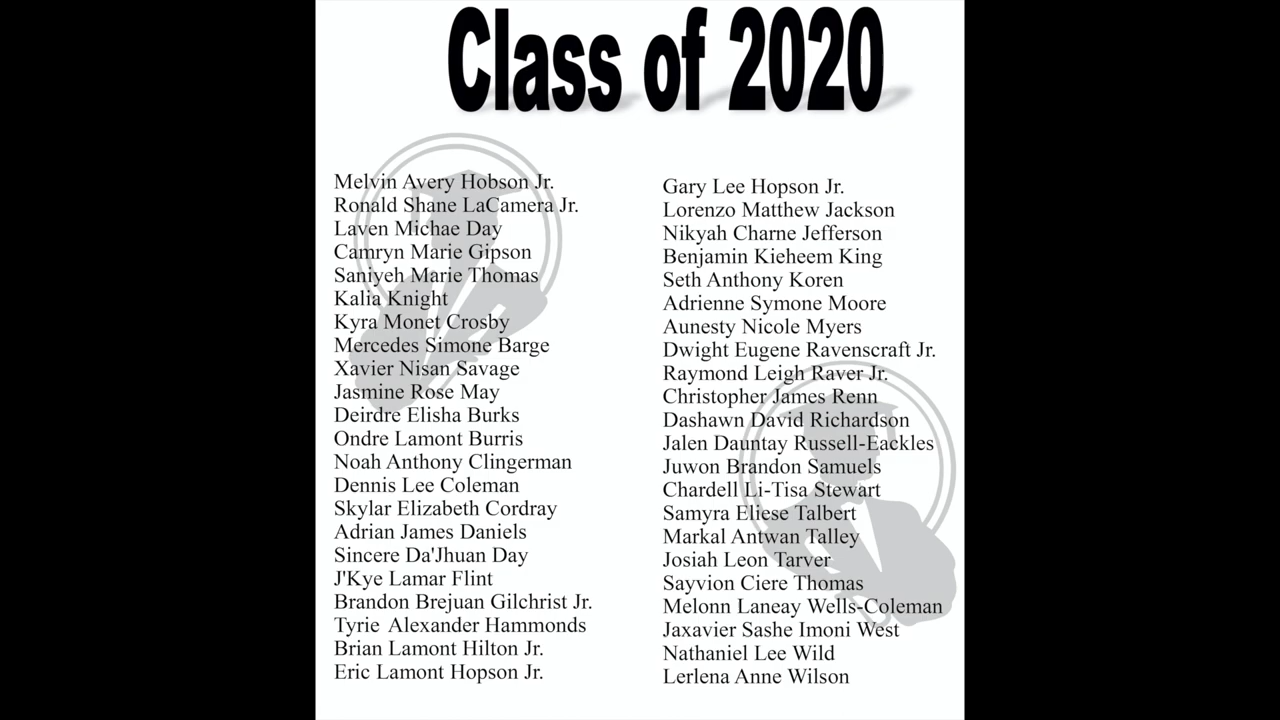 Class of 2020
Melvin Avery Hobson Jr.
Ronald Shane LaCamera Jr.
Laven Michae Day
Camryn Marie Gipson
Saniyeh Marie Thomas
Kalia Knight
Kyra Monet Crosby
Mercedes Simone Barge
Xavier Nisan Savage
Jasmine Rose May
Deirdre Elisha Burks
Ondre Lamont Burris
Noah Anthony Clingerman
Dennis Lee Coleman
Skylar Elizabeth Cordray
Adrian James Daniels
Sincere Da'Jhuan Day
J'Kye Lamar Flint
Brandon Brejuan Gilchrist Jr.
Tyrie Alexander Hammonds
Brian Lamont Hilton Jr.
Eric Lamont Hopson Jr.
Gary Lee Hopson Jr.
Lorenzo Matthew Jackson
Nikyah Charne Jefferson
Benjamin Kieheem King
Seth Anthony Koren
Adrienne Symone Moore
Aunesty Nicole Myers
Dwight Eugene Ravenscraft Jr.
Raymond Leigh Raver Jr.
Christopher James Renn
Dashawn David Richardson
Jalen Dauntay Russell-Eackles
Juwon Brandon Samuels
Chardell Li-Tisa Stewart
Samyra Eliese Talbert
Markal Antwan Talley
Josiah Leon Tarver
Sayvion Ciere Thomas
Melonn Laneay Wells-Coleman
Jaxavier Sashe Imoni West
Nathaniel Lee Wild
Lerlena Anne Wilson